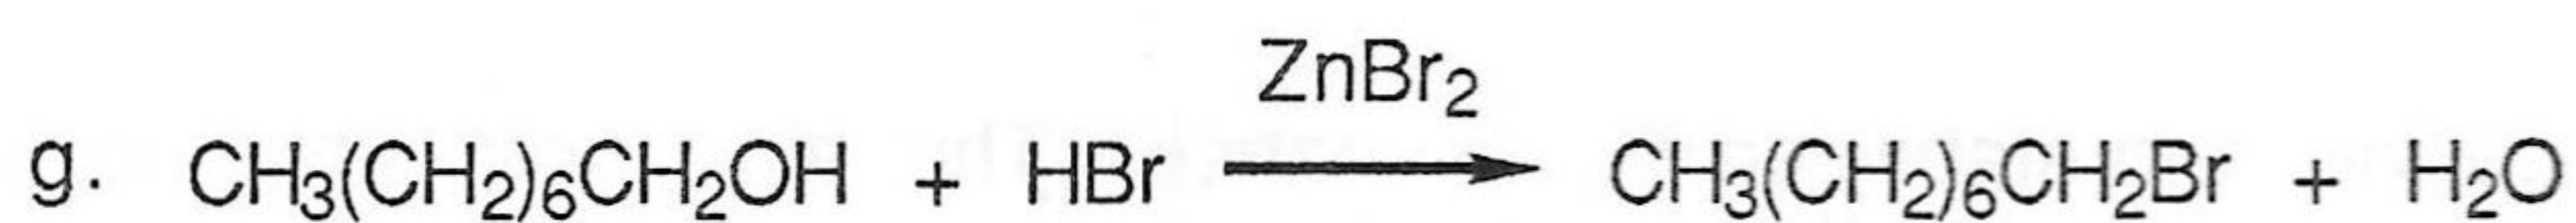 ZnBr₂
g. CH₃(CH₂)₆CH₂OH + HBr ⟶ CH₃(CH₂)₆CH₂Br + H₂O